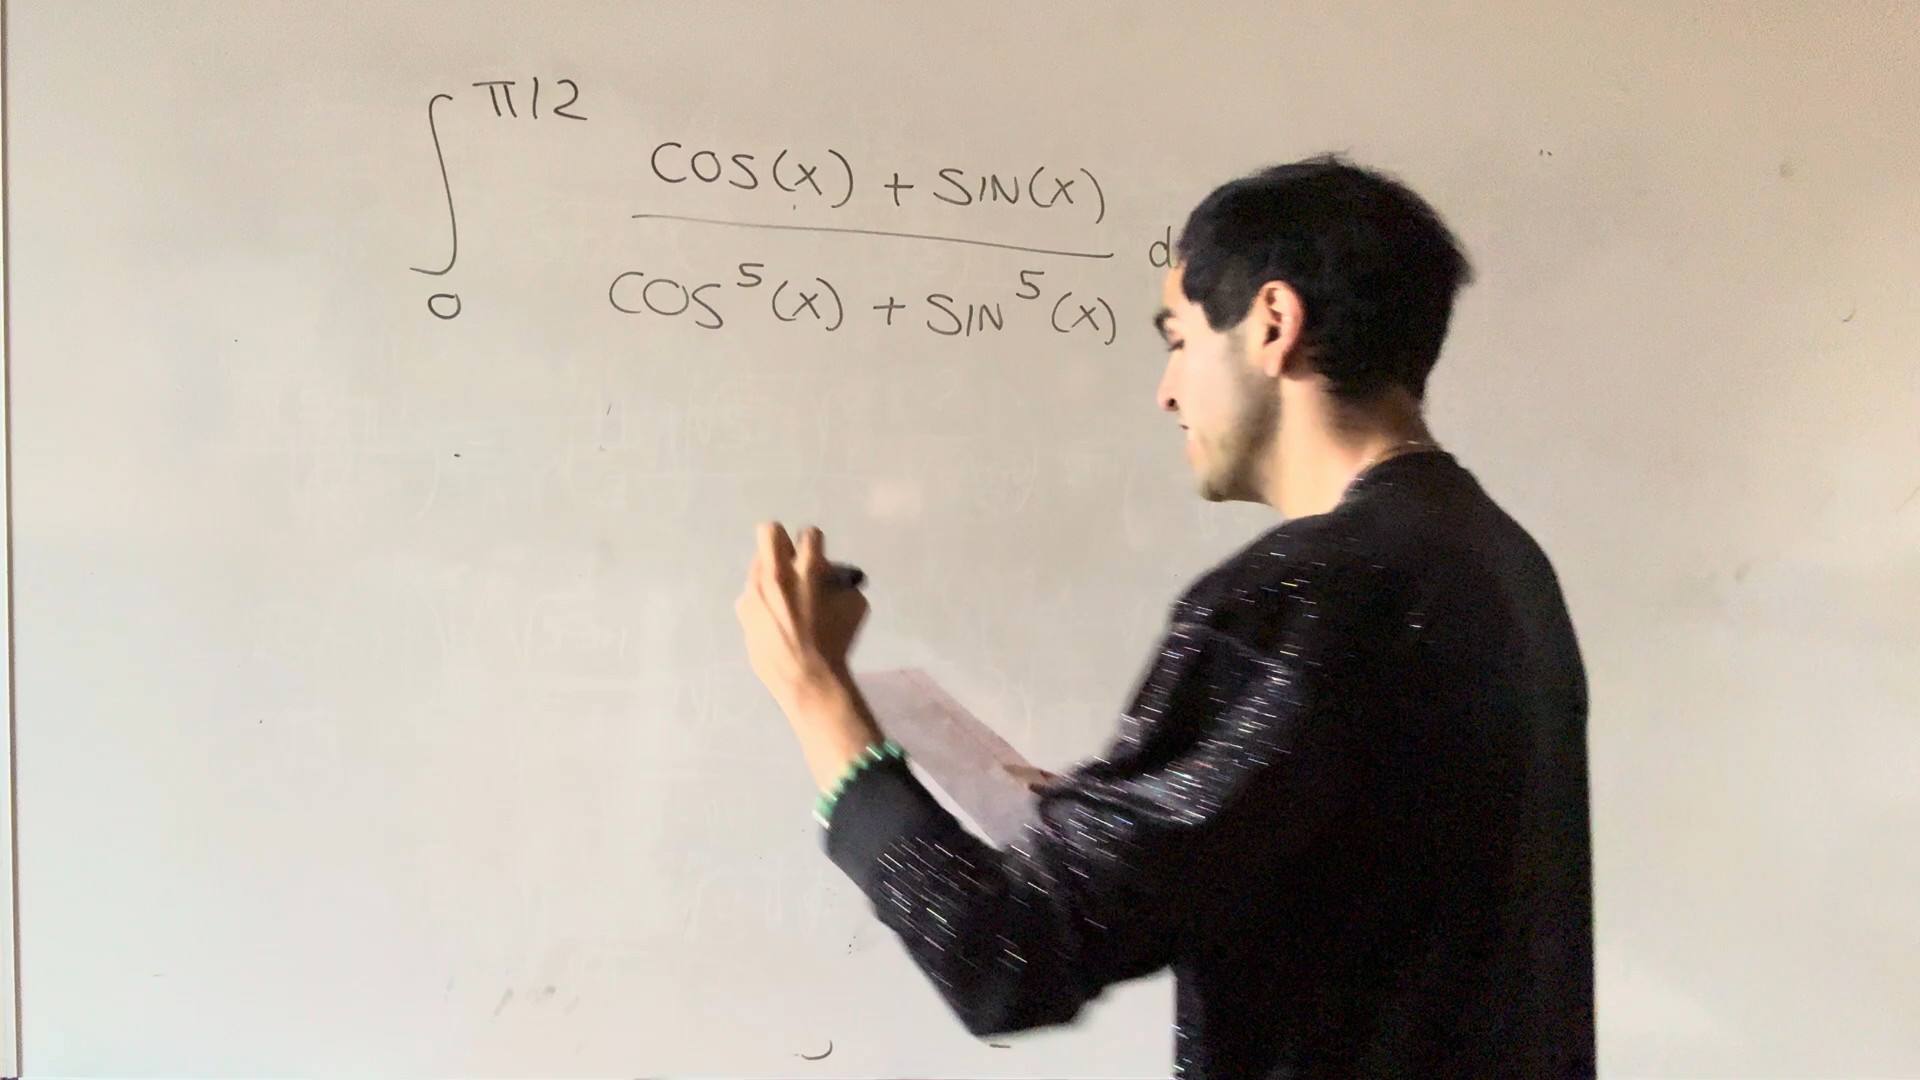 ∫ π/2
COS(x) + SIN(x)
d
0
COS⁵(x) + SIN⁵(x)